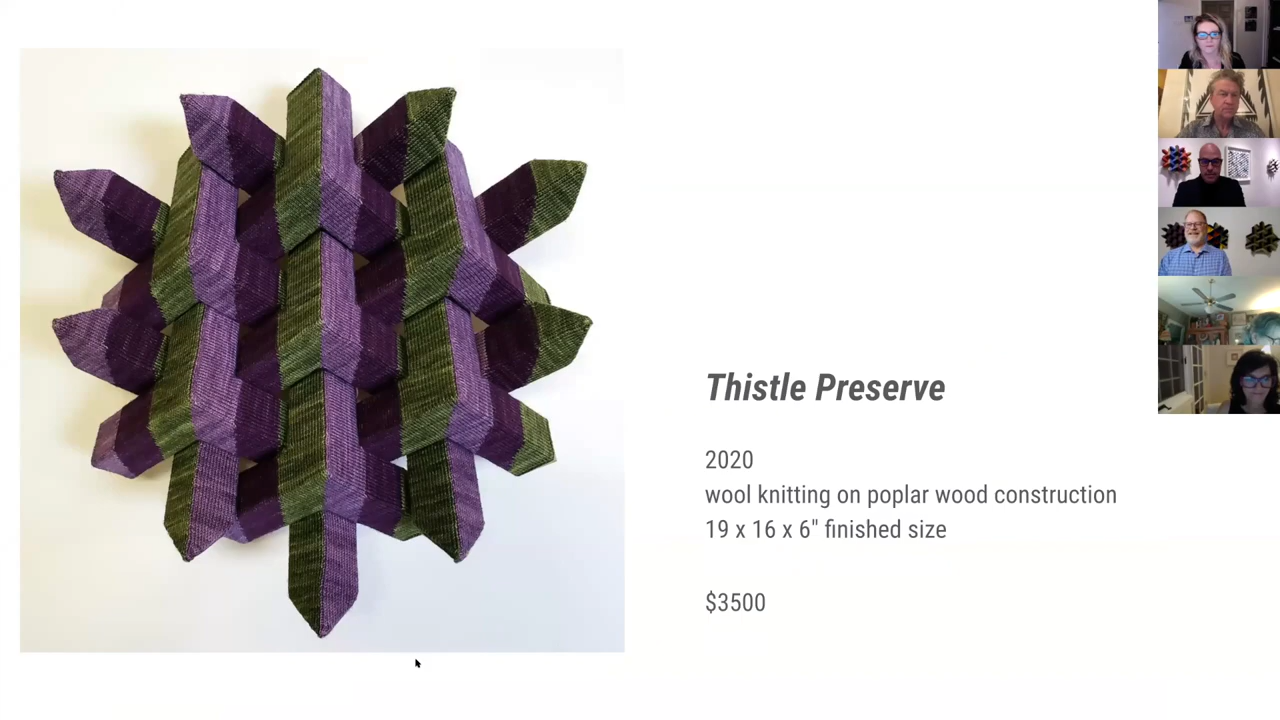 Thistle Preserve
2020
wool knitting on poplar wood construction
19 x 16 x 6" finished size
$3500